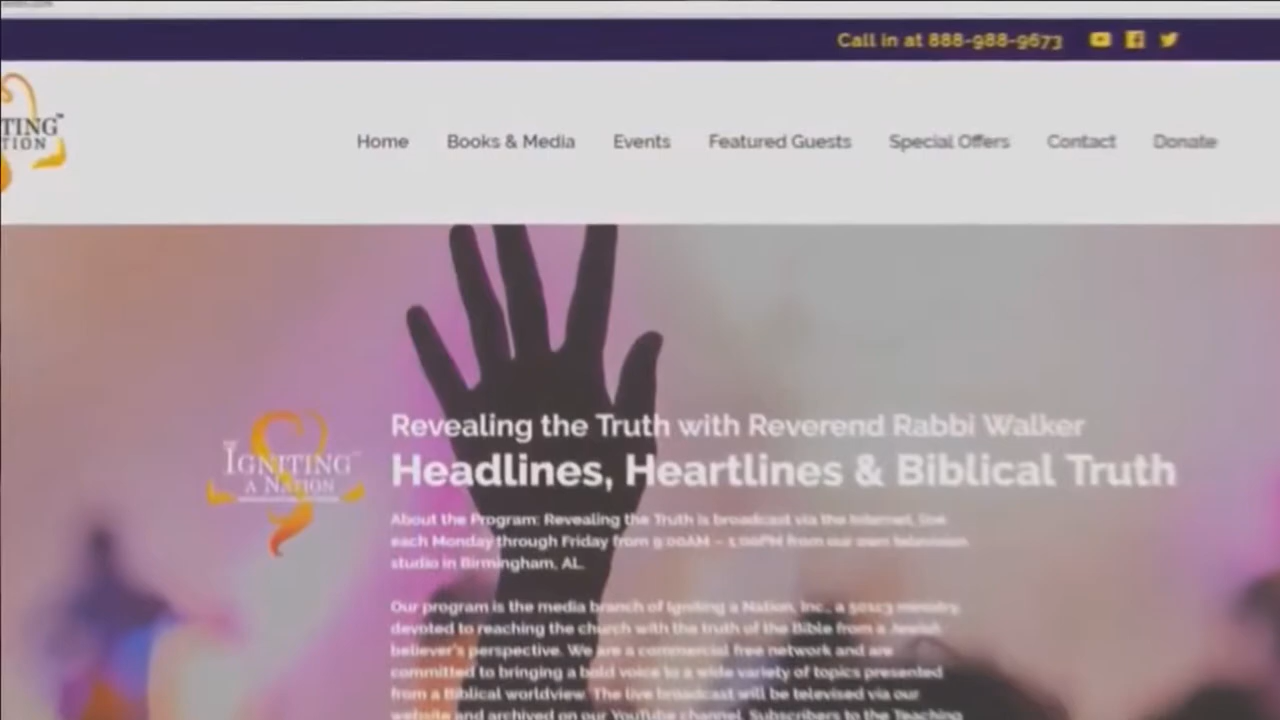 Call in at 888-988-9673
TING™
TION
Home Books & Media Events Featured Guests Special Offers Contact Donate
Revealing the Truth with Reverend Rabbi Walker
Headlines, Heartlines & Biblical Truth
IGNITING
A NATION
About the Program: Revealing the Truth is broadcast via the Internet, live
each Monday through Friday from 9:00AM – 1:00PM from our own television
studio in Birmingham, AL.
Our program is the media branch of Igniting a Nation, Inc., a 501c3 ministry,
devoted to reaching the church with the truth of the Bible from a Jewish
believer's perspective. We are a commercial free network and are
committed to bringing a bold voice to a wide variety of topics presented
from a Biblical worldview. The live broadcast will be televised via our
website and archived on our YouTube channel. Subscribers to the Teaching